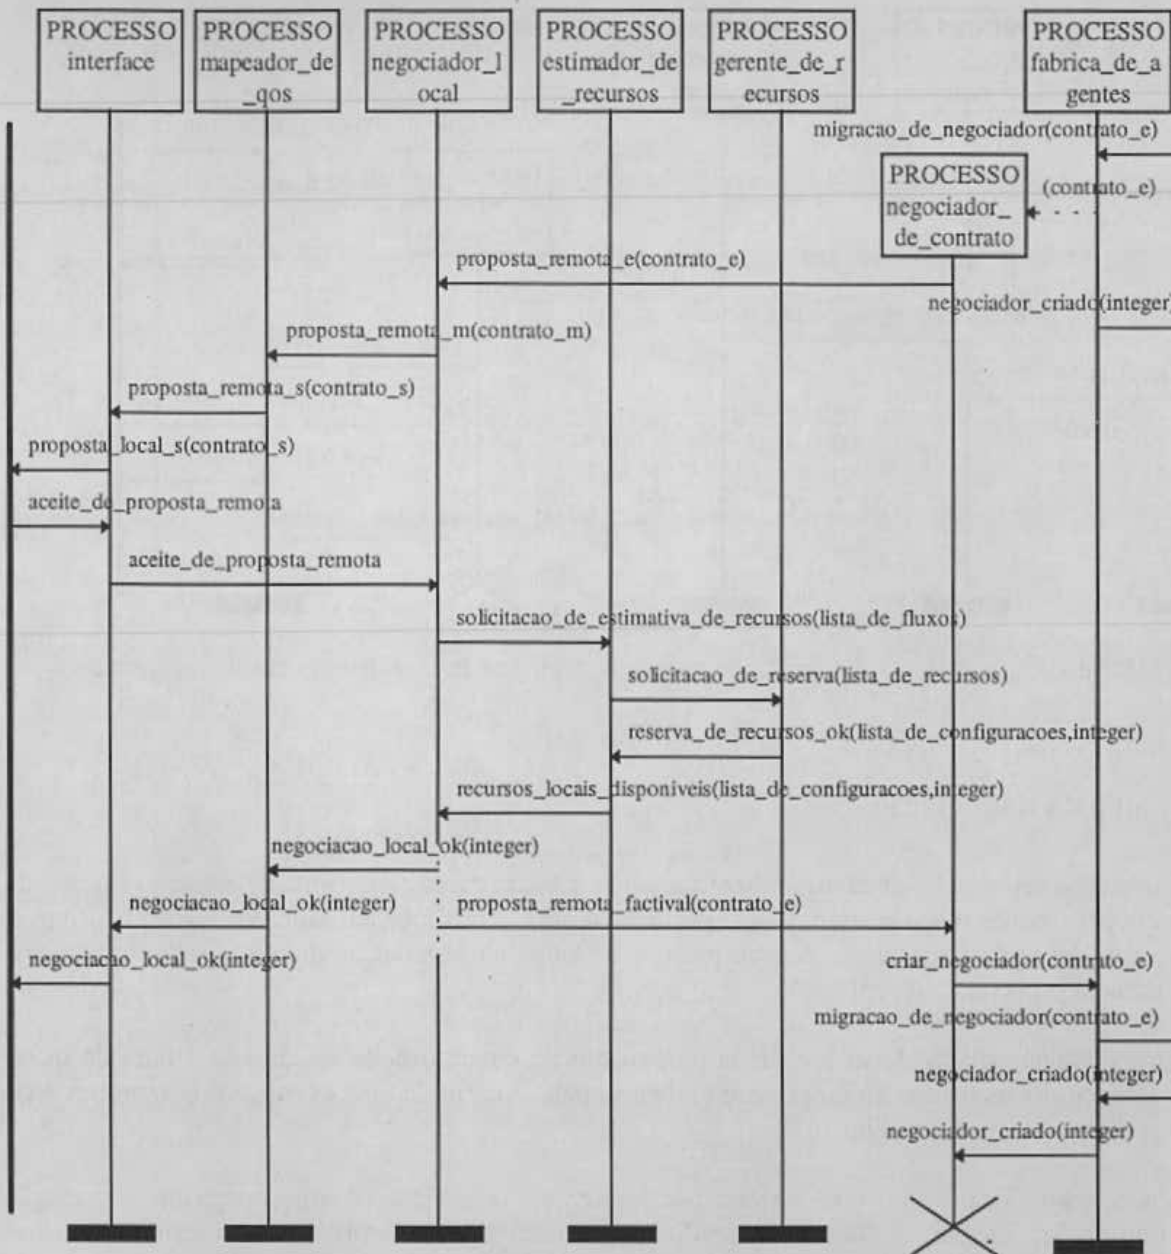 PROCESSO
interface
PROCESSO
mapeador_de
_qos
PROCESSO
negociador_l
ocal
PROCESSO
estimador_de
_recursos
PROCESSO
gerente_de_r
ecursos
PROCESSO
fabrica_de_a
gentes
migracao_de_negociador(contrato_e)
PROCESSO
negociador_
de_contrato
(contrato_e)
proposta_remota_e(contrato_e)
negociador_criado(integer)
proposta_remota_m(contrato_m)
proposta_remota_s(contrato_s)
proposta_local_s(contrato_s)
aceite_de_proposta_remota
aceite_de_proposta_remota
solicitacao_de_estimativa_de_recursos(lista_de_fluxos)
solicitacao_de_reserva(lista_de_recursos)
reserva_de_recursos_ok(lista_de_configuracoes,integer)
recursos_locais_disponiveis(lista_de_configuracoes,integer)
negociacao_local_ok(integer)
negociacao_local_ok(integer)
proposta_remota_factival(contrato_e)
negociacao_local_ok(integer)
criar_negociador(contrato_e)
migracao_de_negociador(contrato_e)
negociador_criado(integer)
negociador_criado(integer)